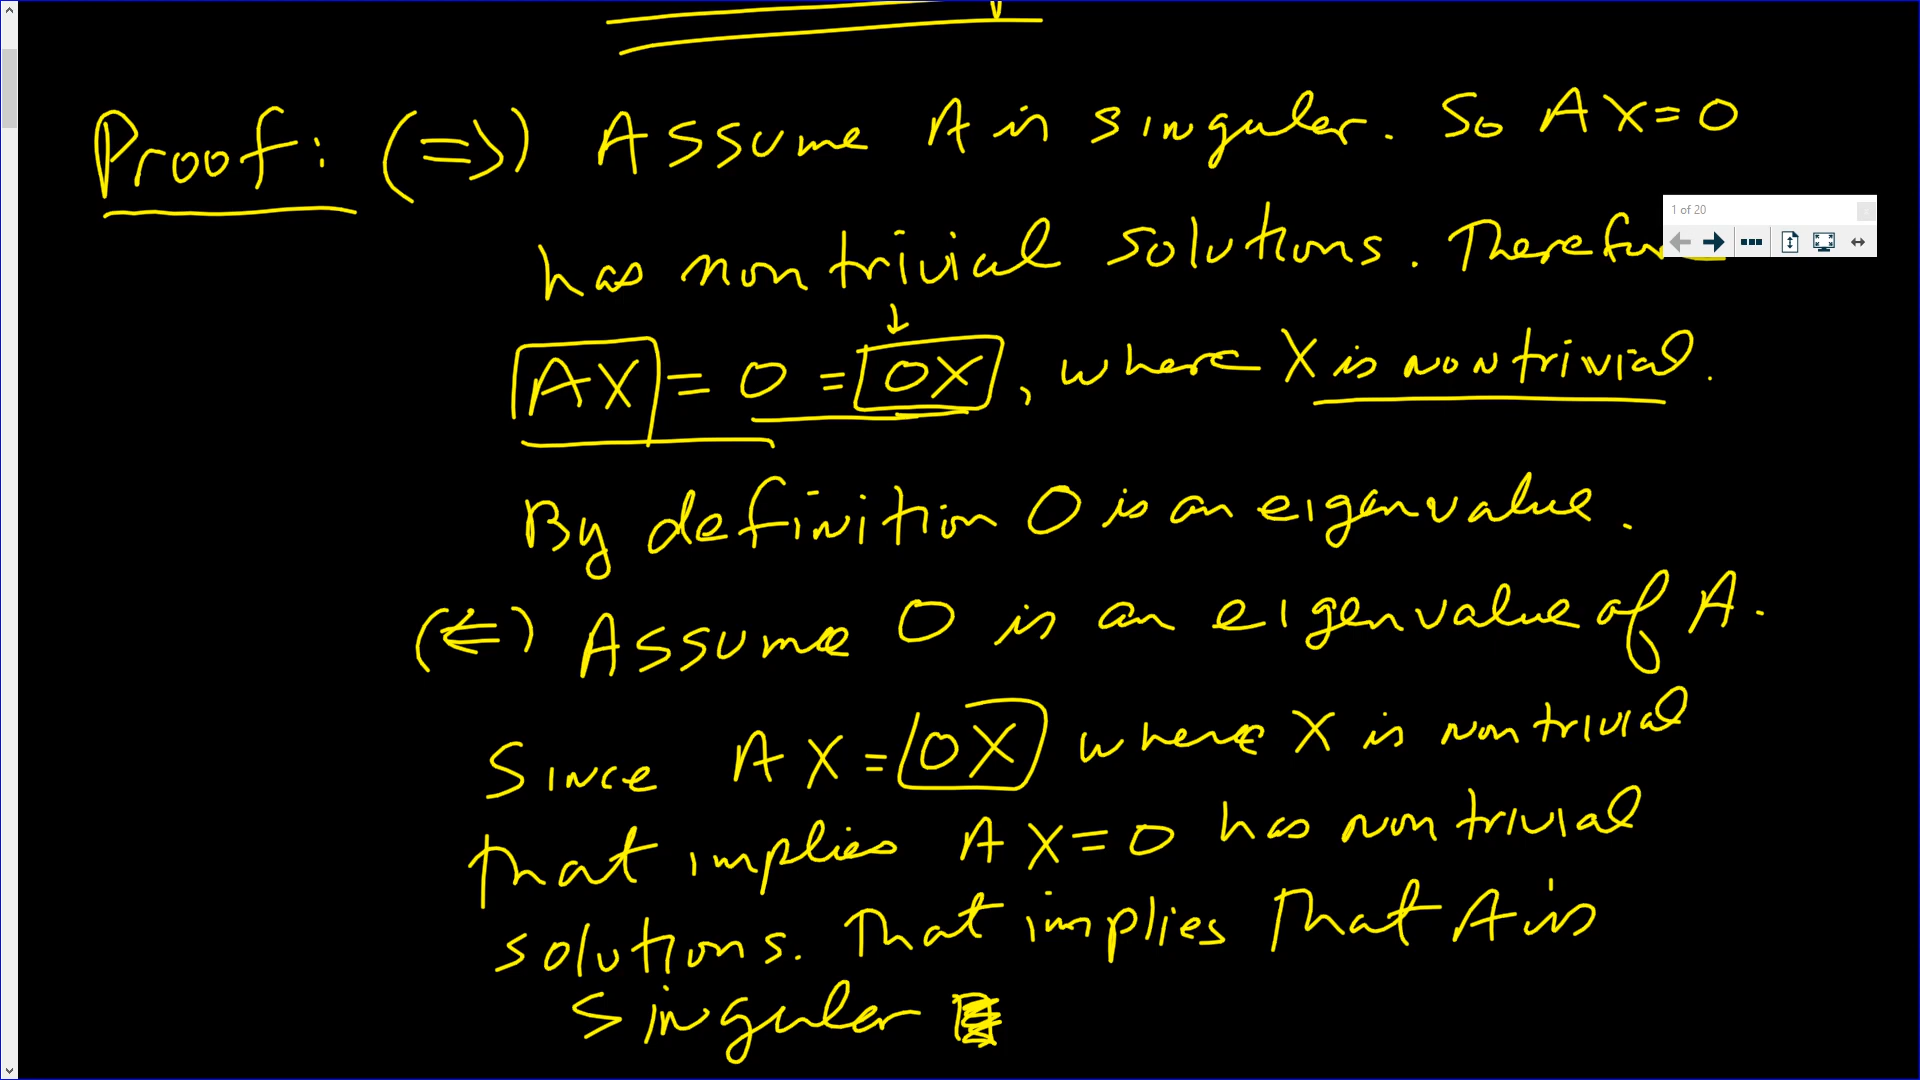 Proof: (=>) Assume A is singular. So AX=0
1 of 20
has nontrivial solutions. Therefore
AX = 0 = 0X, where X is nontrivial.
By definition 0 is an eigenvalue.
(<=) Assume 0 is an eigenvalue of A.
Since AX = 0X where X is nontrivial
that implies AX=0 has nontrivial
solutions. That implies that A is
singular